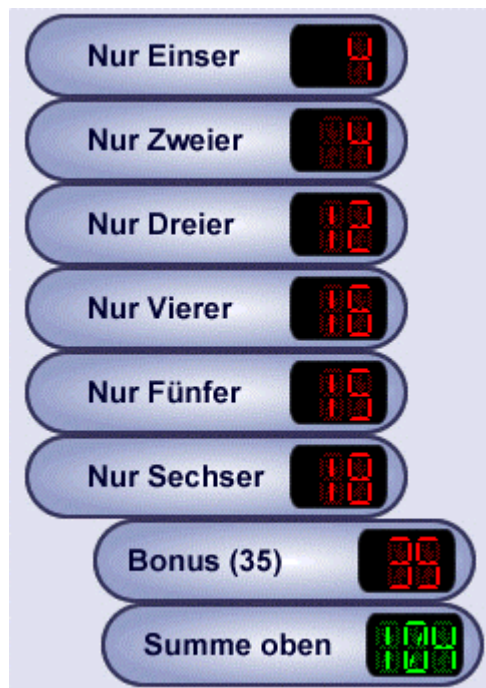 Nur Einser 4
Nur Zweier 4
Nur Dreier 12
Nur Vierer 16
Nur Fünfer 15
Nur Sechser 18
Bonus (35) 35
Summe oben 104